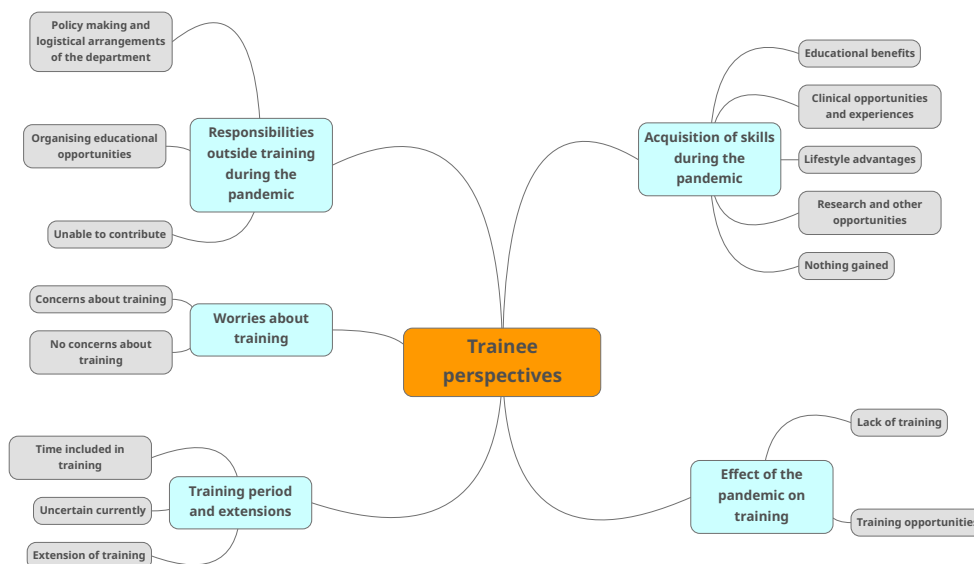 Policy making and
logistical arrangements
of the department
Organising educational
opportunities
Unable to contribute
Responsibilities
outside training
during the
pandemic
Concerns about training
No concerns about
training
Worries about
training
Time included in
training
Uncertain currently
Extension of training
Training period
and extensions
Trainee
perspectives
Acquisition of skills
during the
pandemic
Educational benefits
Clinical opportunities
and experiences
Lifestyle advantages
Research and other
opportunities
Nothing gained
Effect of the
pandemic on
training
Lack of training
Training opportunities